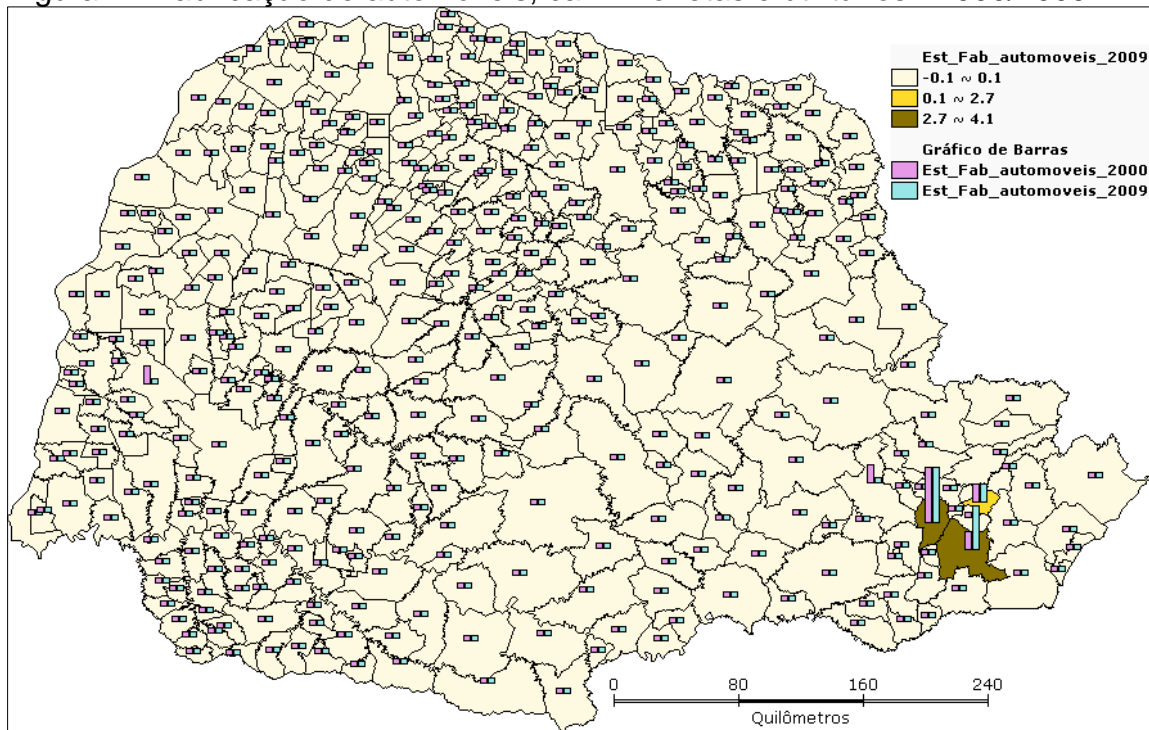 Est_Fab_automoveis_2009
-0.1 ~ 0.1
0.1 ~ 2.7
2.7 ~ 4.1
Gráfico de Barras
Est_Fab_automoveis_2000
Est_Fab_automoveis_2009
0 80 160 240
Quilômetros